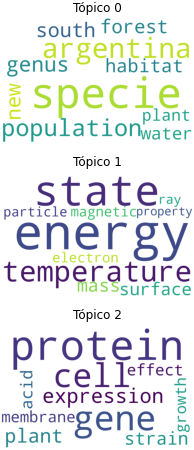 Tópico 0
south forest
argentina
genus habitat
new specie
plant
population water
Tópico 1
state ray
particle magnetic property
energy
electron
temperature
mass surface
Tópico 2
protein
acid cell effect
expression growth
membrane gene
plant strain